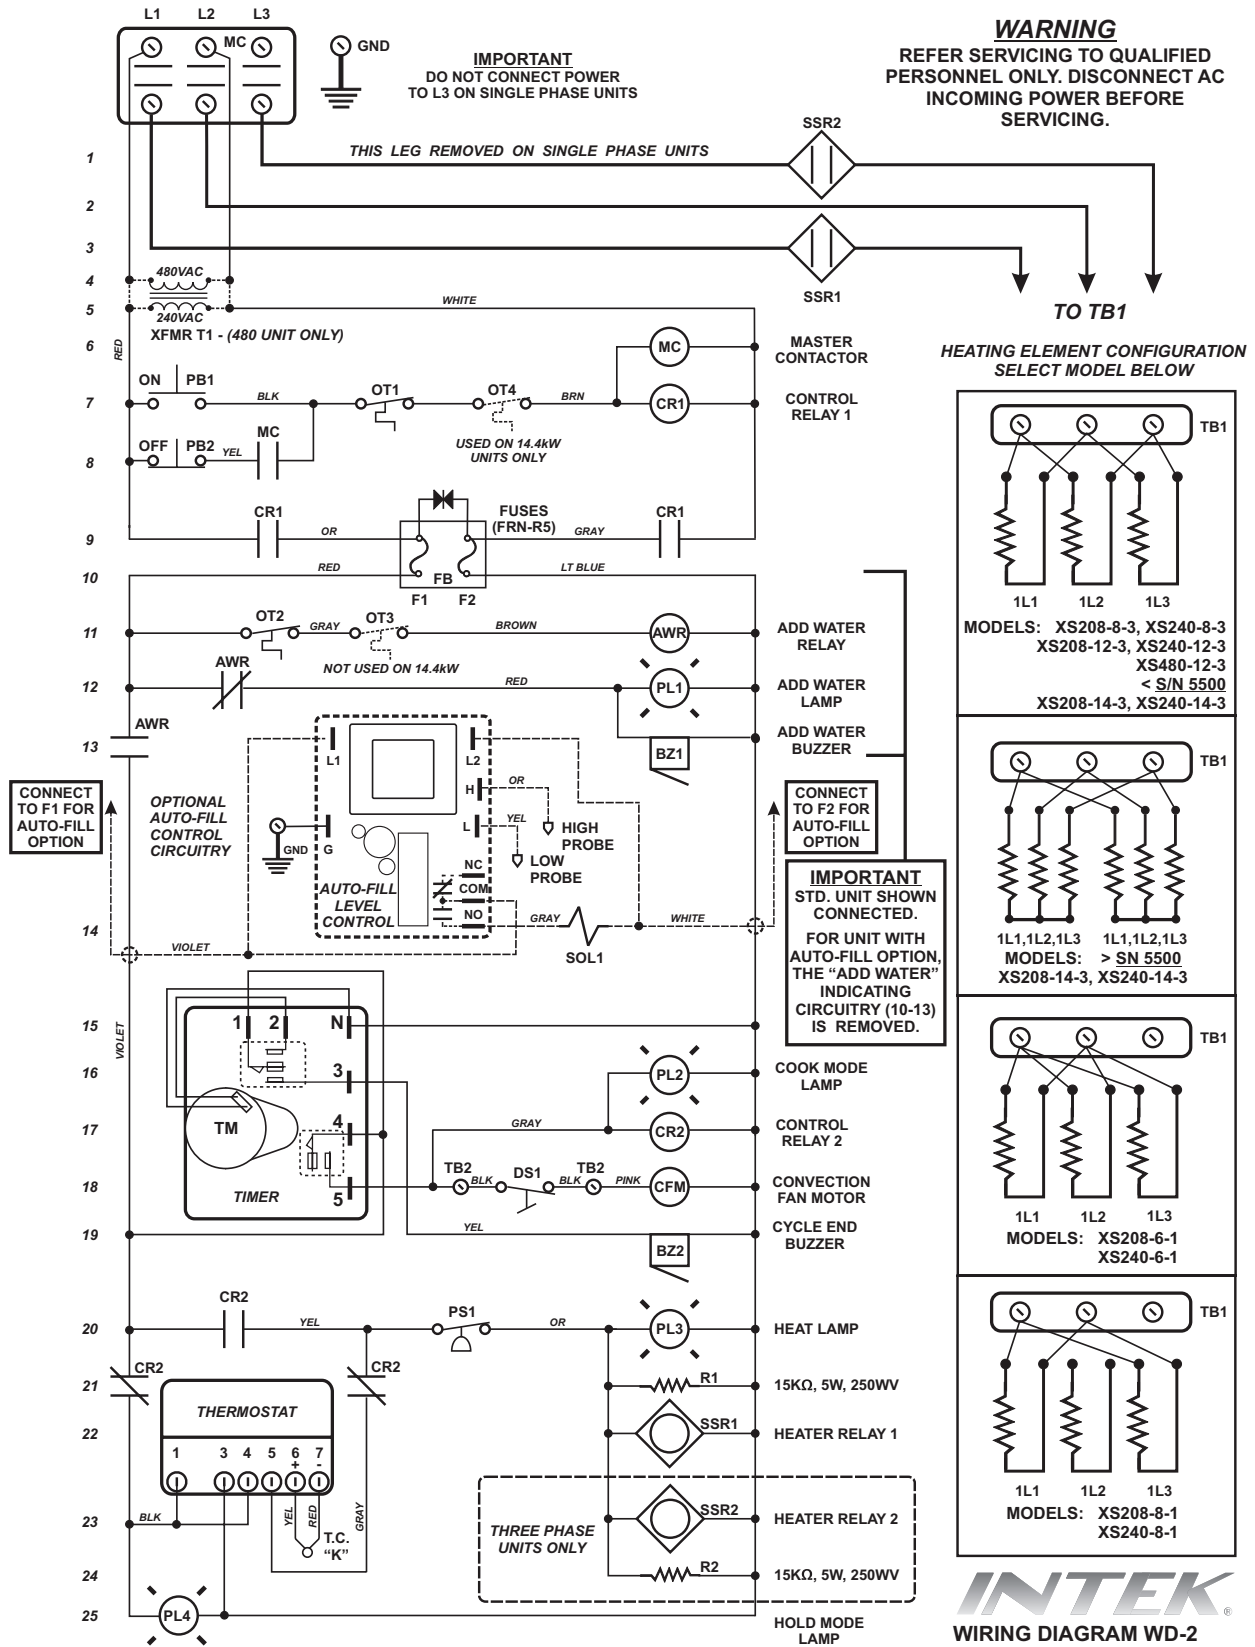 L1 L2 L3
MC
GND
IMPORTANT
DO NOT CONNECT POWER
TO L3 ON SINGLE PHASE UNITS
WARNING
REFER SERVICING TO QUALIFIED
PERSONNEL ONLY. DISCONNECT AC
INCOMING POWER BEFORE
SERVICING.
SSR2
1 THIS LEG REMOVED ON SINGLE PHASE UNITS
2
3
SSR1
4 480VAC
5 240VAC WHITE
XFMR T1 - (480 UNIT ONLY)
TO TB1
RED
6 MC MASTER
CONTACTOR
HEATING ELEMENT CONFIGURATION
SELECT MODEL BELOW
7 ON PB1 BLK OT1 OT4 BRN CR1 CONTROL
RELAY 1
USED ON 14.4kW
UNITS ONLY
8 OFF PB2 YEL MC
9 CR1 OR FUSES
(FRN-R5)
GRAY CR1
10 RED FB LT BLUE
F1 F2
11 OT2 GRAY OT3 BROWN AWR ADD WATER
RELAY
NOT USED ON 14.4kW
12 AWR RED PL1 ADD WATER
LAMP
13 AWR BZ1 ADD WATER
BUZZER
CONNECT
TO F1 FOR
AUTO-FILL
OPTION
OPTIONAL
AUTO-FILL
CONTROL
CIRCUITRY
L1 L2
H OR
HIGH
PROBE
L YEL
LOW
PROBE
GND G
NC
COM
NO
AUTO-FILL
LEVEL
CONTROL
CONNECT
TO F2 FOR
AUTO-FILL
OPTION
IMPORTANT
STD. UNIT SHOWN
CONNECTED.
FOR UNIT WITH
AUTO-FILL OPTION,
THE “ADD WATER”
INDICATING
CIRCUITRY (10-13)
IS REMOVED.
14 VIOLET GRAY SOL1 WHITE
VIOLET
15 1 2 N
16 3 PL2 COOK MODE
LAMP
17 TM 4 GRAY CR2 CONTROL
RELAY 2
18 TIMER 5 TB2 BLK DS1 BLK TB2 PINK CFM CONVECTION
FAN MOTOR
19 YEL BZ2 CYCLE END
BUZZER
20 CR2 YEL PS1 OR PL3 HEAT LAMP
21 CR2 CR2 R1 15KΩ, 5W, 250WV
22 THERMOSTAT SSR1 HEATER RELAY 1
1 3 4 5 6 7
+ -
23 BLK YEL RED GRAY SSR2 HEATER RELAY 2
T.C.
“K”
THREE PHASE
UNITS ONLY
24 R2 15KΩ, 5W, 250WV
25 PL4 HOLD MODE
LAMP
TB1
1L1 1L2 1L3
MODELS: XS208-8-3, XS240-8-3
XS208-12-3, XS240-12-3
XS480-12-3
< S/N 5500
XS208-14-3, XS240-14-3
TB1
1L1,1L2,1L3 1L1,1L2,1L3
MODELS: > SN 5500
XS208-14-3, XS240-14-3
TB1
1L1 1L2 1L3
MODELS: XS208-6-1
XS240-6-1
TB1
1L1 1L2 1L3
MODELS: XS208-8-1
XS240-8-1
INTEK®
WIRING DIAGRAM WD-2